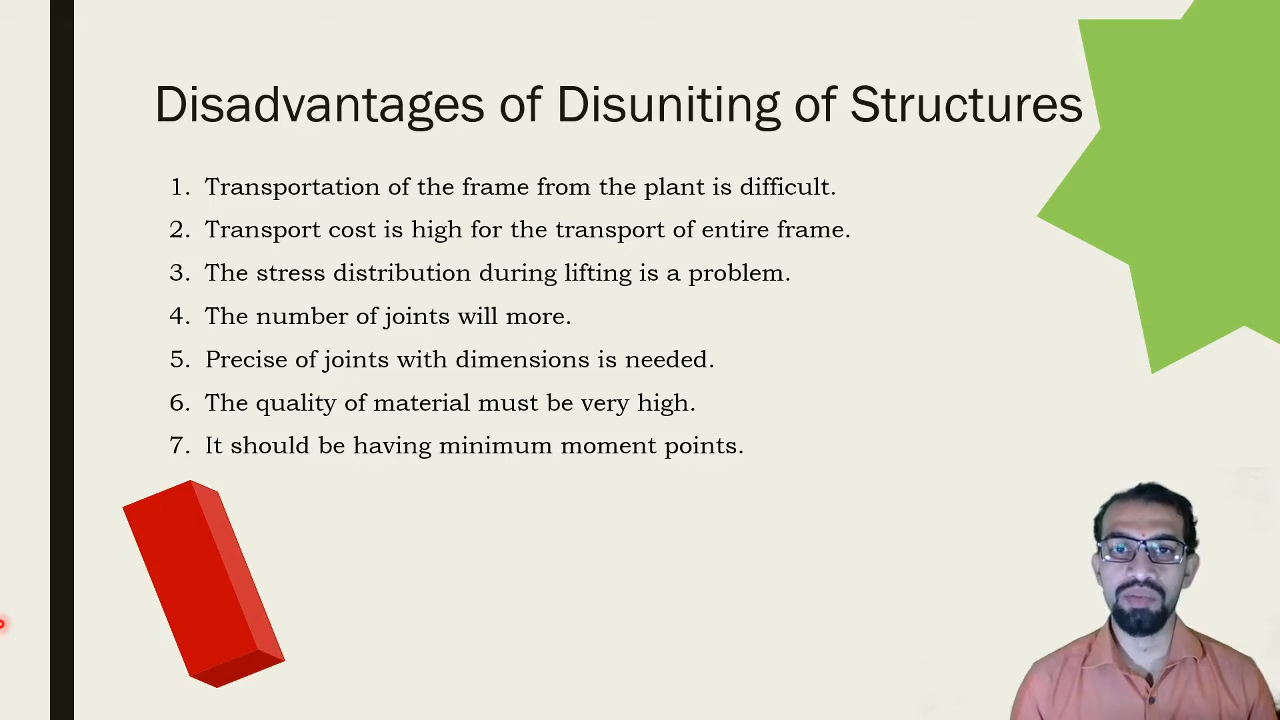 Disadvantages of Disuniting of Structures
1. Transportation of the frame from the plant is difficult.
2. Transport cost is high for the transport of entire frame.
3. The stress distribution during lifting is a problem.
4. The number of joints will more.
5. Precise of joints with dimensions is needed.
6. The quality of material must be very high.
7. It should be having minimum moment points.